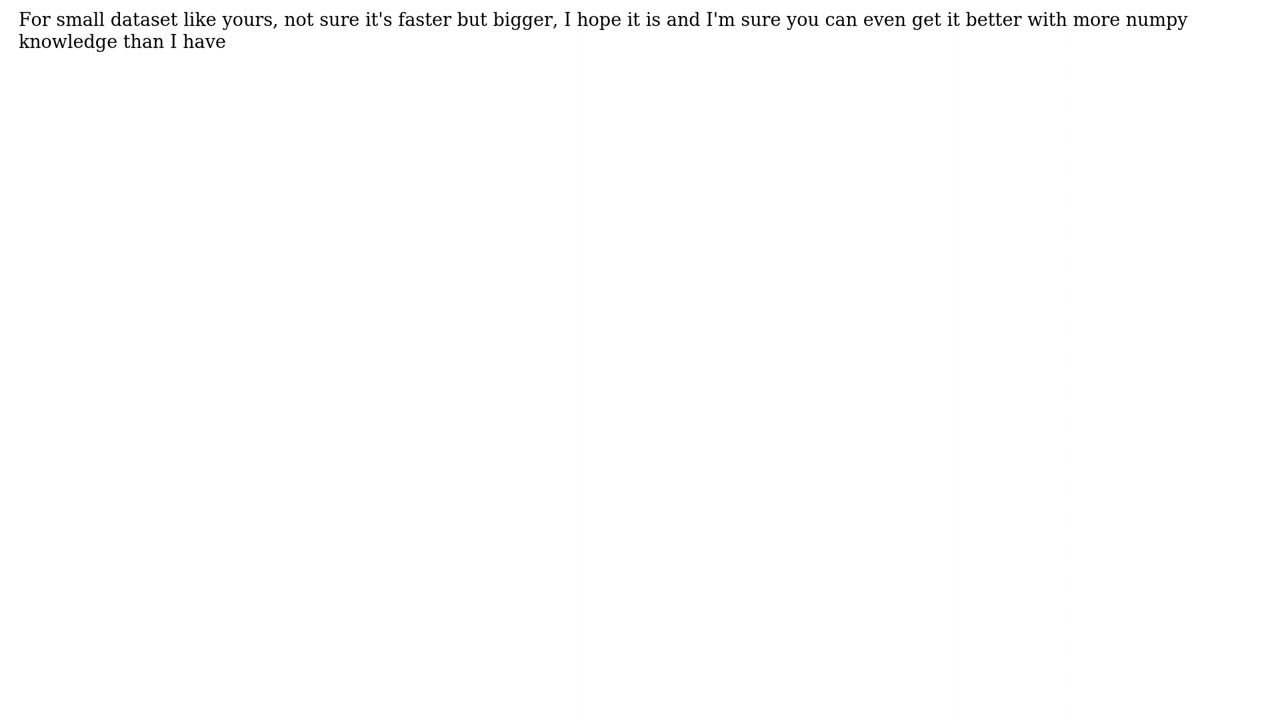 For small dataset like yours, not sure it's faster but bigger, I hope it is and I'm sure you can even get it better with more numpy
knowledge than I have